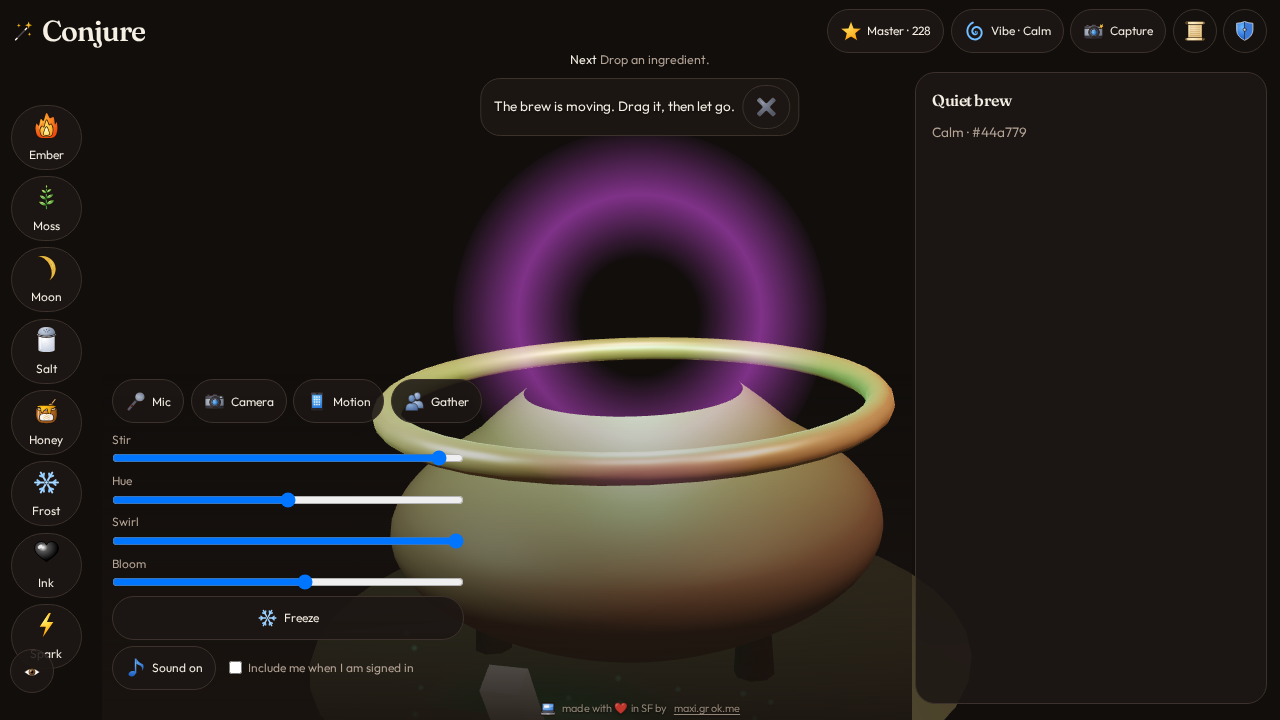 Conjure
Master · 228
Vibe · Calm
Capture
Next Drop an ingredient.
The brew is moving. Drag it, then let go.
Quiet brew
Calm · #44a779
Ember
Moss
Moon
Salt
Honey
Frost
Ink
Spark
Mic
Camera
Motion
Gather
Stir
Hue
Swirl
Bloom
Freeze
Sound on
Include me when I am signed in
made with ❤️ in SF by maxi.grok.me